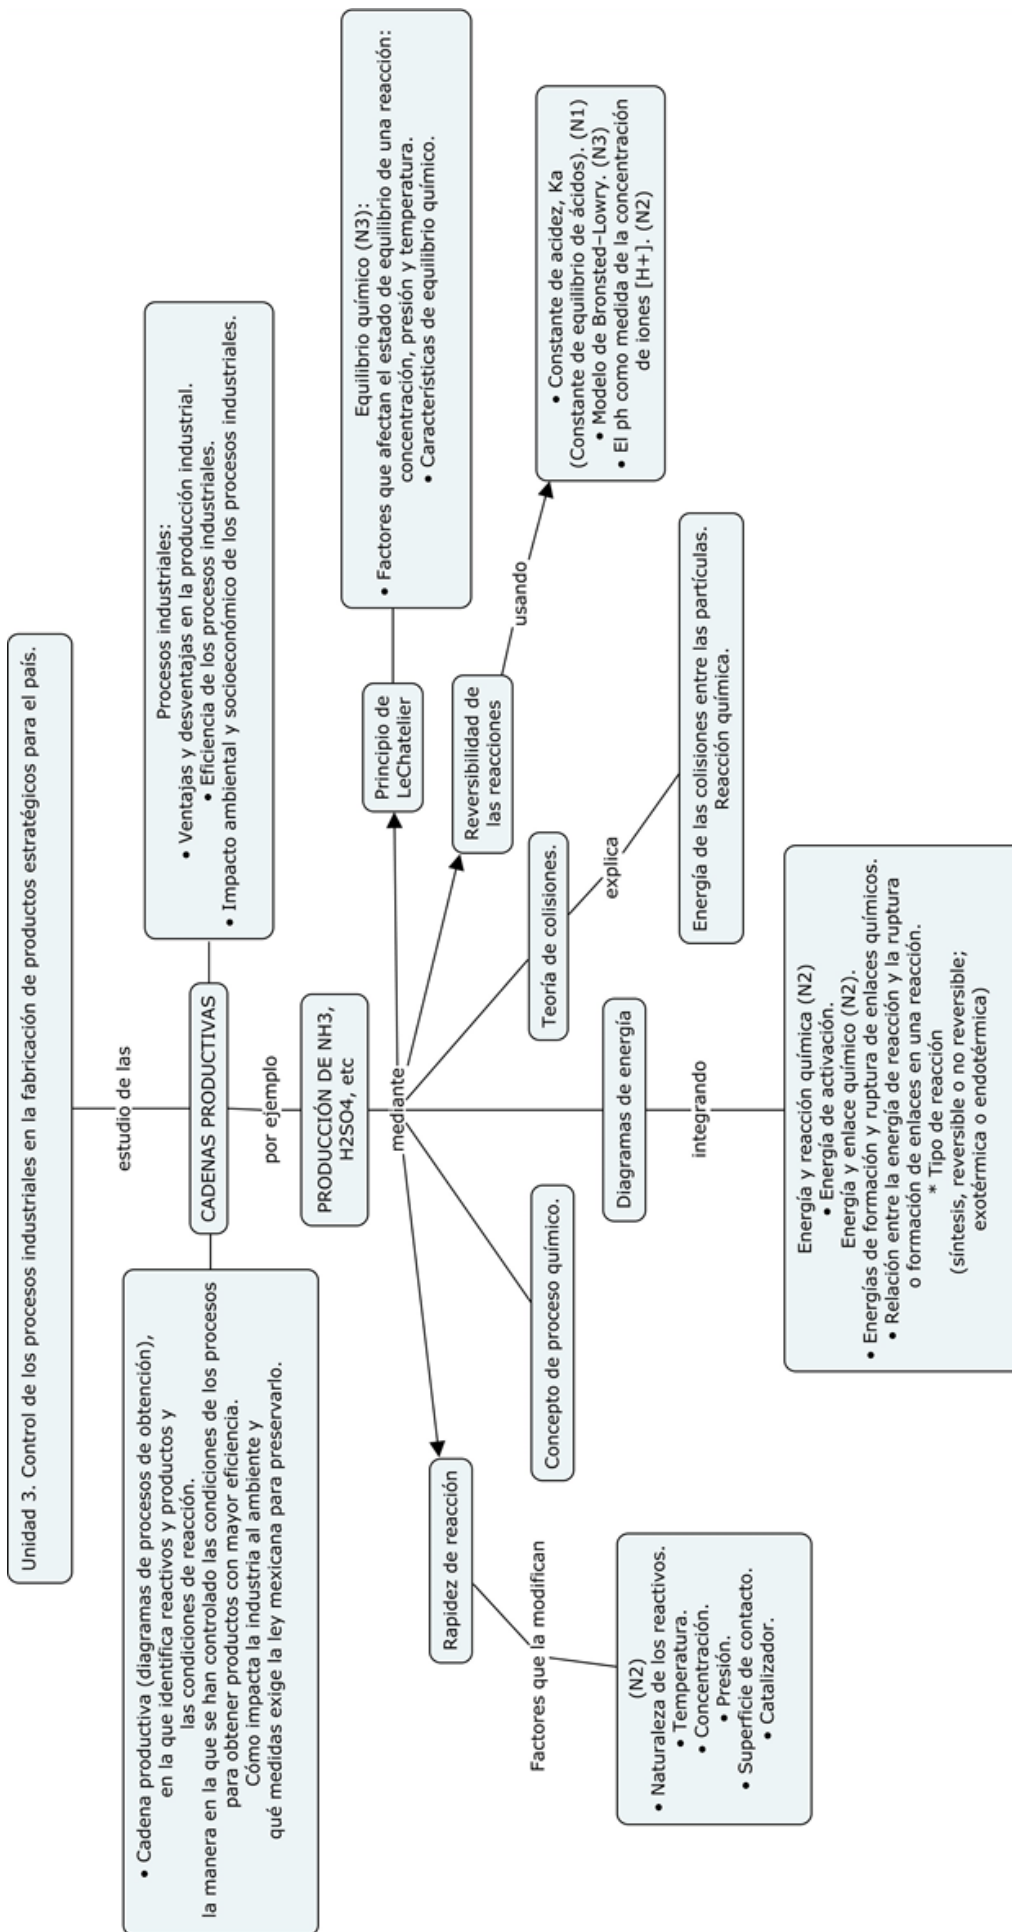 Unidad 3. Control de los procesos industriales en la fabricación de productos estratégicos para el país.
estudio de las
• Cadena productiva (diagramas de procesos de obtención),
en la que identifica reactivos y productos y
las condiciones de reacción.
la manera en la que se han controlado las condiciones de los procesos
para obtener productos con mayor eficiencia.
Cómo impacta la industria al ambiente y
qué medidas exige la ley mexicana para preservarlo.
CADENAS PRODUCTIVAS
Procesos industriales:
• Ventajas y desventajas en la producción industrial.
• Eficiencia de los procesos industriales.
• Impacto ambiental y socioeconómico de los procesos industriales.
por ejemplo
PRODUCCIÓN DE NH3,
H2SO4, etc
mediante
Principio de
LeChatelier
Equilibrio químico (N3):
• Factores que afectan el estado de equilibrio de una reacción:
concentración, presión y temperatura.
• Características de equilibrio químico.
Rapidez de reacción
Factores que la modifican
(N2)
• Naturaleza de los reactivos.
• Temperatura.
• Concentración.
• Presión.
• Superficie de contacto.
• Catalizador.
Concepto de proceso químico.
Diagramas de energía
integrando
Energía y reacción química (N2)
• Energía de activación.
Energía y enlace químico (N2).
• Energías de formación y ruptura de enlaces químicos.
• Relación entre la energía de reacción y la ruptura
o formación de enlaces en una reacción.
* Tipo de reacción
(síntesis, reversible o no reversible;
exotérmica o endotérmica)
Teoría de colisiones.
explica
Energía de las colisiones entre las partículas.
Reacción química.
Reversibilidad de
las reacciones
usando
• Constante de acidez, Ka
(Constante de equilibrio de ácidos). (N1)
• Modelo de Bronsted–Lowry. (N3)
• El ph como medida de la concentración
de iones [H+]. (N2)